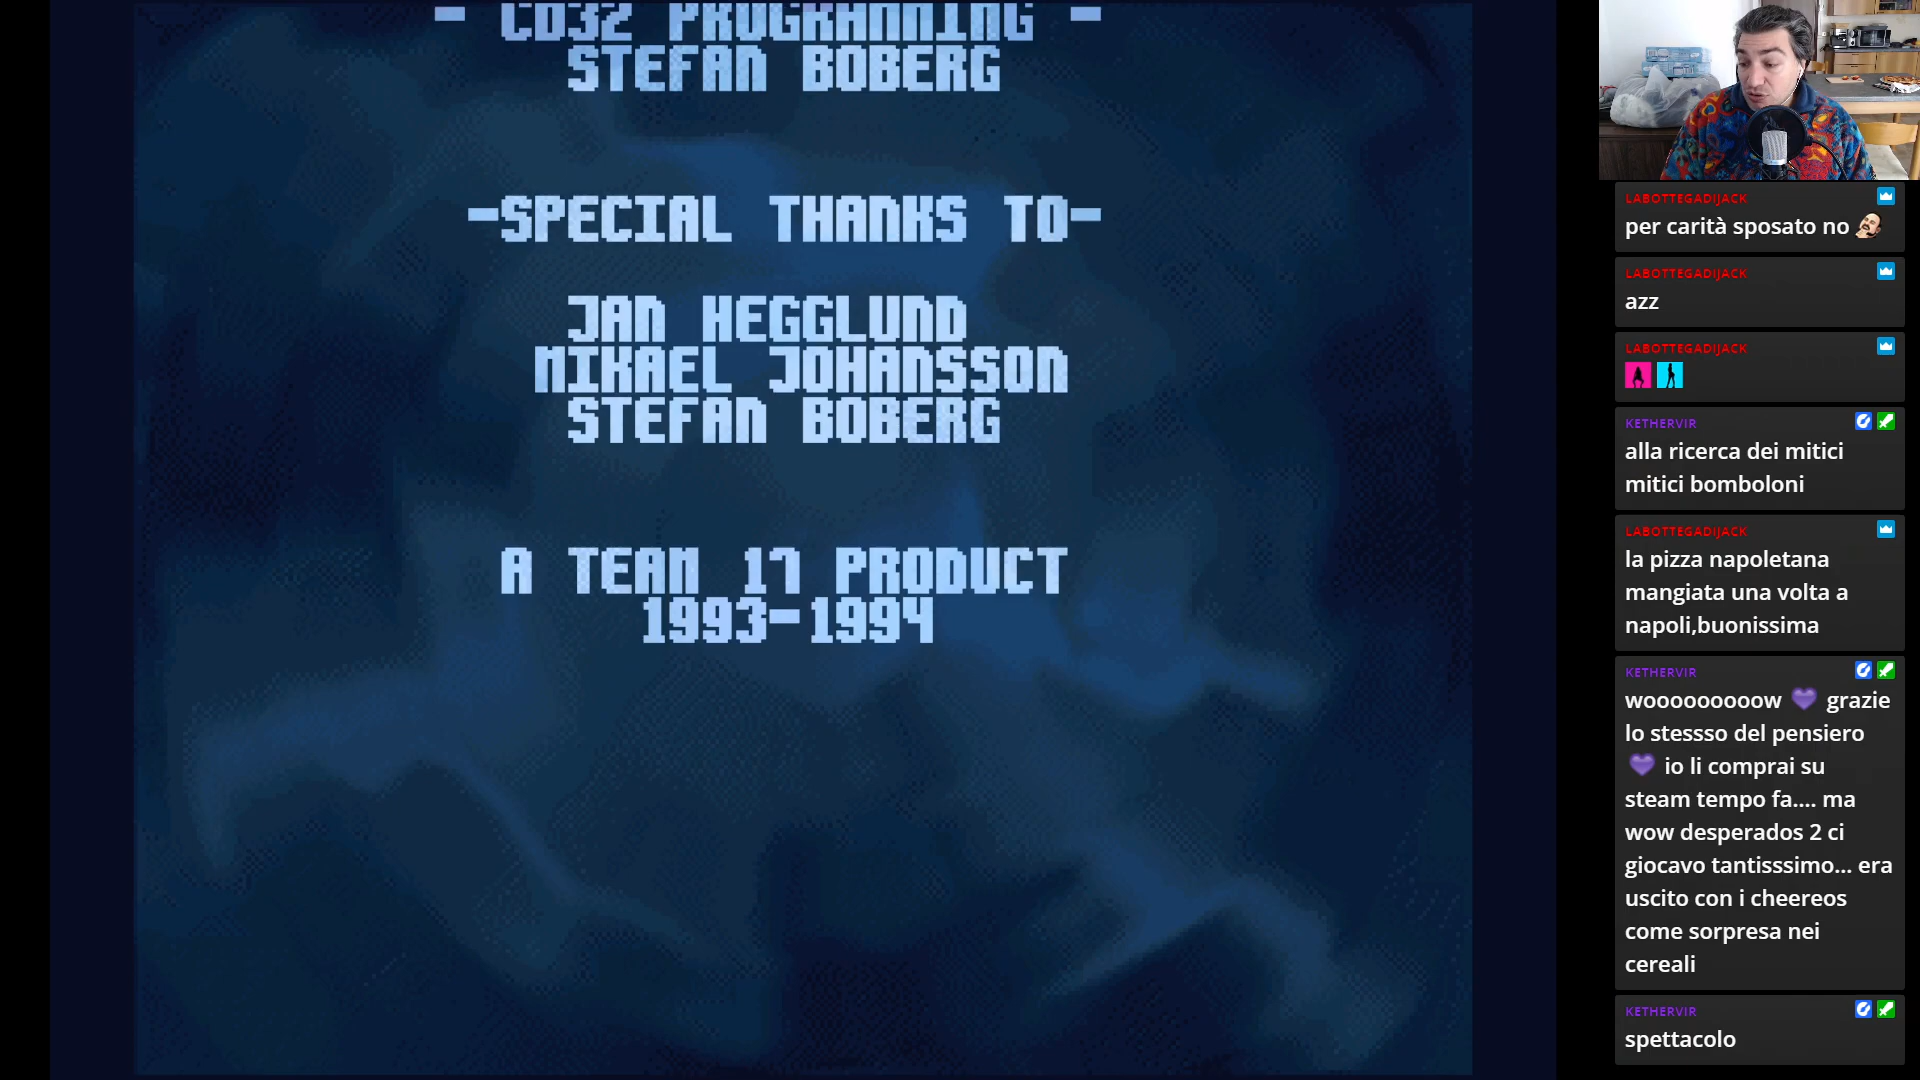 - CD32 PROGRAMMING -
STEFAN BOBERG
-SPECIAL THANKS TO-
JAN HEGGLUND
MIKAEL JOHANSSON
STEFAN BOBERG
A TEAM 17 PRODUCT
1993-1994
LABOTTEGADIJACK
per carità sposato no
LABOTTEGADIJACK
azz
LABOTTEGADIJACK
KETHERVIR
alla ricerca dei mitici
mitici bomboloni
LABOTTEGADIJACK
la pizza napoletana
mangiata una volta a
napoli,buonissima
KETHERVIR
wooooooooow 💜 grazie
lo stessso del pensiero
💜 io li comprai su
steam tempo fa.... ma
wow desperados 2 ci
giocavo tantisssimo... era
uscito con i cheereos
come sorpresa nei
cereali
KETHERVIR
spettacolo